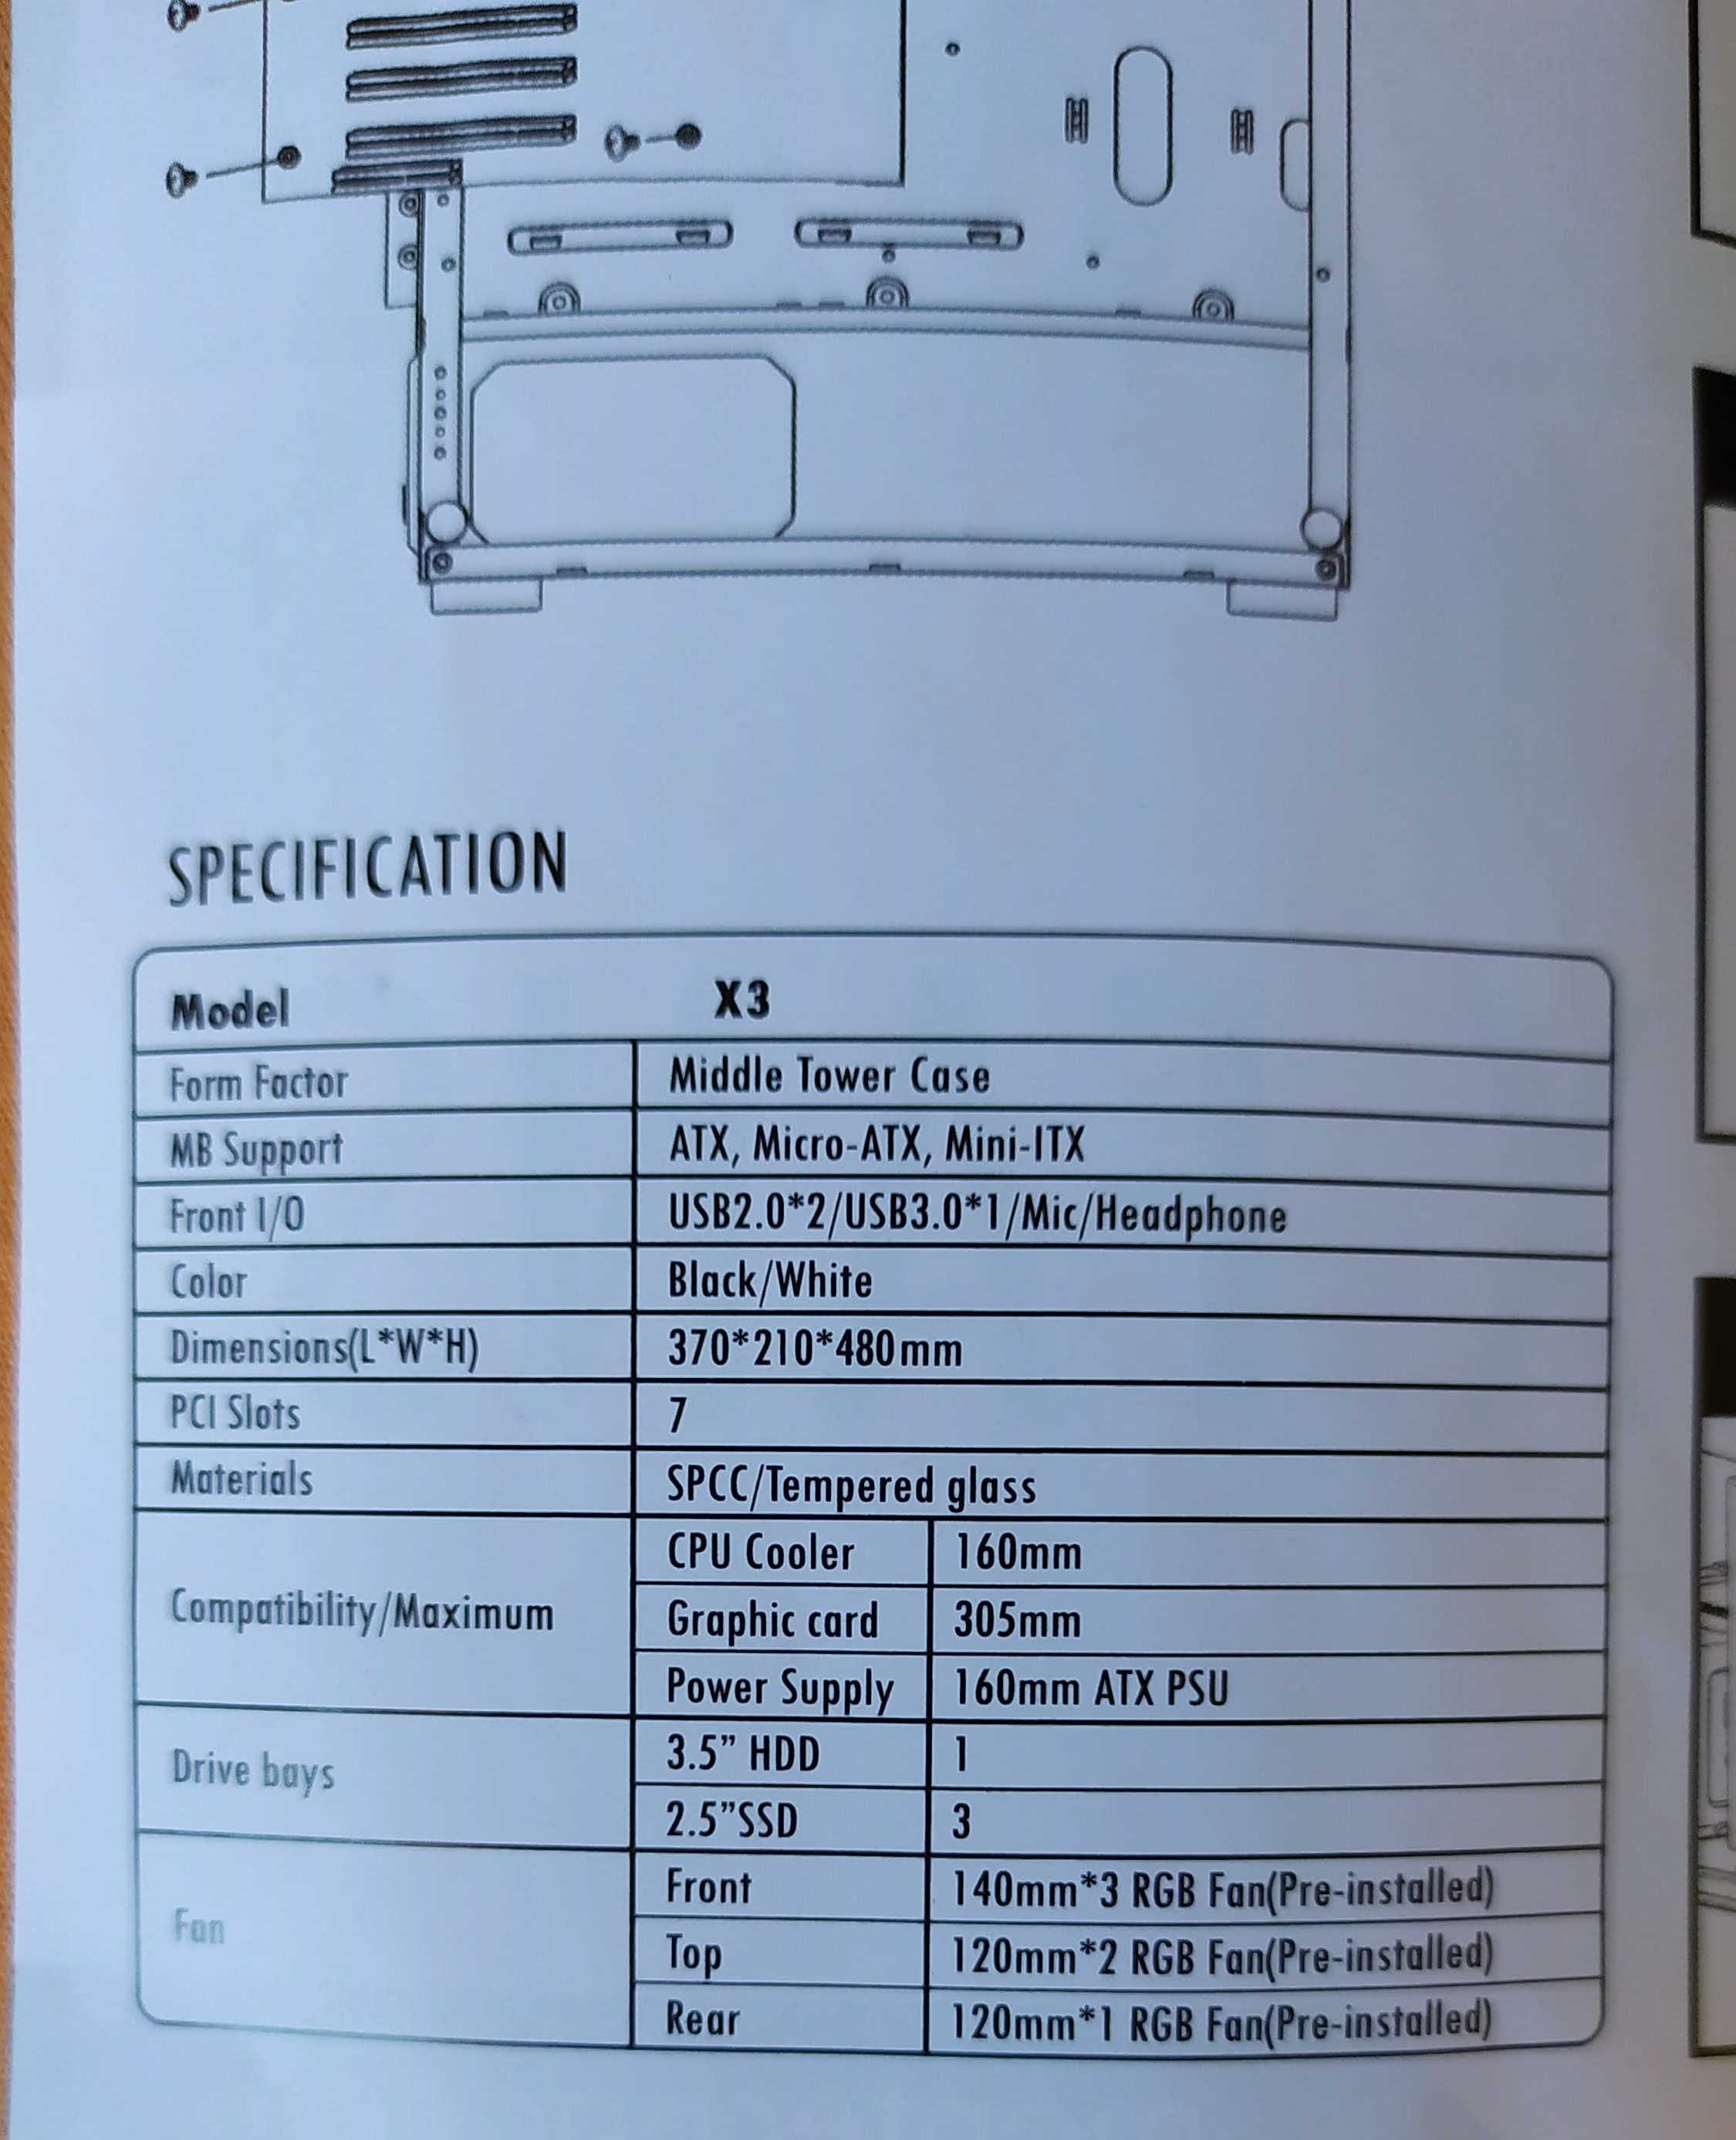 SPECIFICATION
Model X3
Form Factor Middle Tower Case
MB Support ATX, Micro-ATX, Mini-ITX
Front I/O USB2.0*2/USB3.0*1/Mic/Headphone
Color Black/White
Dimensions(L*W*H) 370*210*480mm
PCI Slots 7
Materials SPCC/Tempered glass
Compatibility/Maximum
CPU Cooler 160mm
Graphic card 305mm
Power Supply 160mm ATX PSU
Drive bays
3.5” HDD 1
2.5”SSD 3
Fan
Front 140mm*3 RGB Fan(Pre-installed)
Top 120mm*2 RGB Fan(Pre-installed)
Rear 120mm*1 RGB Fan(Pre-installed)